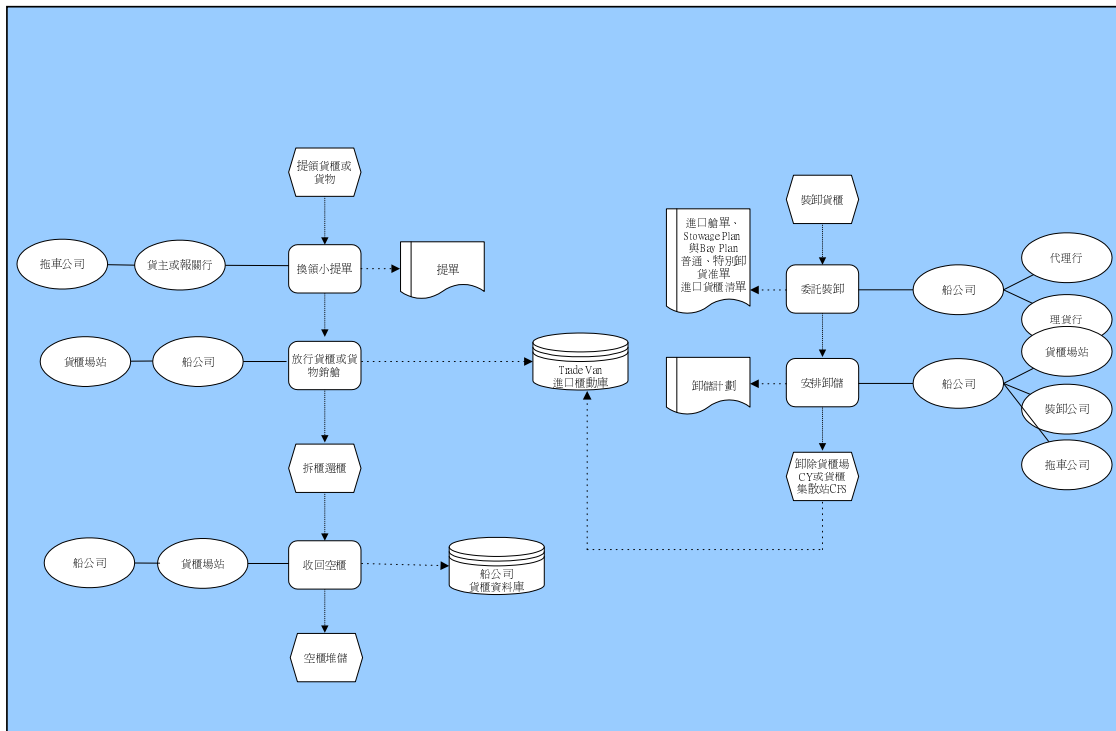 提領貨櫃或
貨物
拖車公司
貨主或報關行
換領小提單
提單
貨櫃場站
船公司
放行貨櫃或貨
物銷艙
Trade Van
進口櫃動庫
拆櫃還櫃
船公司
貨櫃場站
收回空櫃
船公司
貨櫃資料庫
空櫃堆儲
裝卸貨櫃
進口艙單、
Stowage Plan
與Bay Plan
普通、特別卸
貨准單
進口貨櫃清單
委託裝卸
船公司
代理行
理貨行
卸儲計劃
安排卸儲
船公司
貨櫃場站
裝卸公司
拖車公司
卸除貨櫃場
CY或貨櫃
集散站CFS